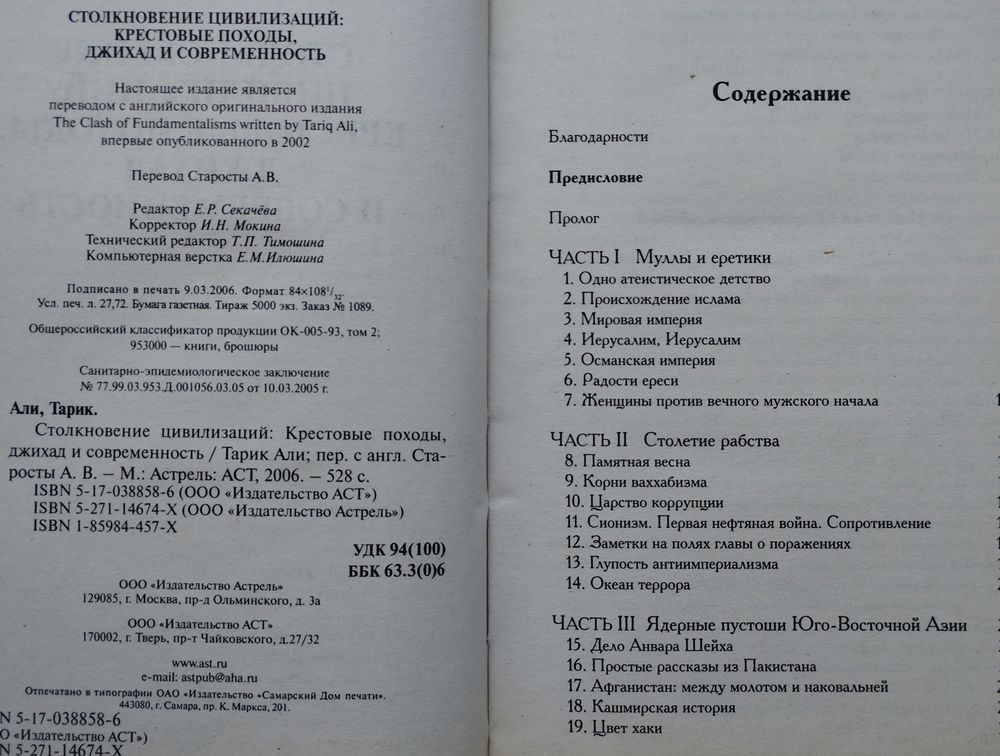 СТОЛКНОВЕНИЕ ЦИВИЛИЗАЦИЙ:
КРЕСТОВЫЕ ПОХОДЫ,
ДЖИХАД И СОВРЕМЕННОСТЬ
Настоящее издание является
переводом с английского оригинального издания
The Clash of Fundamentalisms written by Tariq Ali,
впервые опубликованного в 2002
Перевод Старосты А.В.
Редактор Е.Р. Секачёва
Корректор И.Н. Мокина
Технический редактор Т.П. Тимошина
Компьютерная верстка Е.М.Илюшина
Подписано в печать 9.03.2006. Формат 84×108¹/₃₂.
Усл. печ. л. 27,72. Бумага газетная. Тираж 5000 экз. Заказ № 1089.
Общероссийский классификатор продукции ОК-005-93, том 2;
953000 — книги, брошюры
Санитарно-эпидемиологическое заключение
№ 77.99.03.953.Д.001056.03.05 от 10.03.2005 г.
Али, Тарик.
Столкновение цивилизаций: Крестовые походы,
джихад и современность / Тарик Али; пер. с англ. Ста-
росты А. В. – М.: Астрель: АСТ, 2006. – 528 с.
ISBN 5-17-038858-6 (ООО «Издательство АСТ»)
ISBN 5-271-14674-X (ООО «Издательство Астрель»)
ISBN 1-85984-457-X
УДК 94(100)
ББК 63.3(0)6
ООО «Издательство Астрель»
129085, г. Москва, пр-д Ольминского, д. 3а
ООО «Издательство АСТ»
170002, г. Тверь, пр-т Чайковского, д.27/32
www.ast.ru
e-mail: astpub@aha.ru
Отпечатано в типографии ОАО «Издательство «Самарский Дом печати».
443080, г. Самара, пр. К. Маркса, 201.
N 5-17-038858-6
О «Издательство АСТ»)
N 5-271-14674-X
Содержание
Благодарности
Предисловие
Пролог
ЧАСТЬ I Муллы и еретики
1. Одно атеистическое детство
2. Происхождение ислама
3. Мировая империя
4. Иерусалим, Иерусалим
5. Османская империя
6. Радости ереси
7. Женщины против вечного мужского начала
ЧАСТЬ II Столетие рабства
8. Памятная весна
9. Корни ваххабизма
10. Царство коррупции
11. Сионизм. Первая нефтяная война. Сопротивление
12. Заметки на полях главы о поражениях
13. Глупость антиимпериализма
14. Океан террора
ЧАСТЬ III Ядерные пустоши Юго-Восточной Азии
15. Дело Анвара Шейха
16. Простые рассказы из Пакистана
17. Афганистан: между молотом и наковальней
18. Кашмирская история
19. Цвет хаки